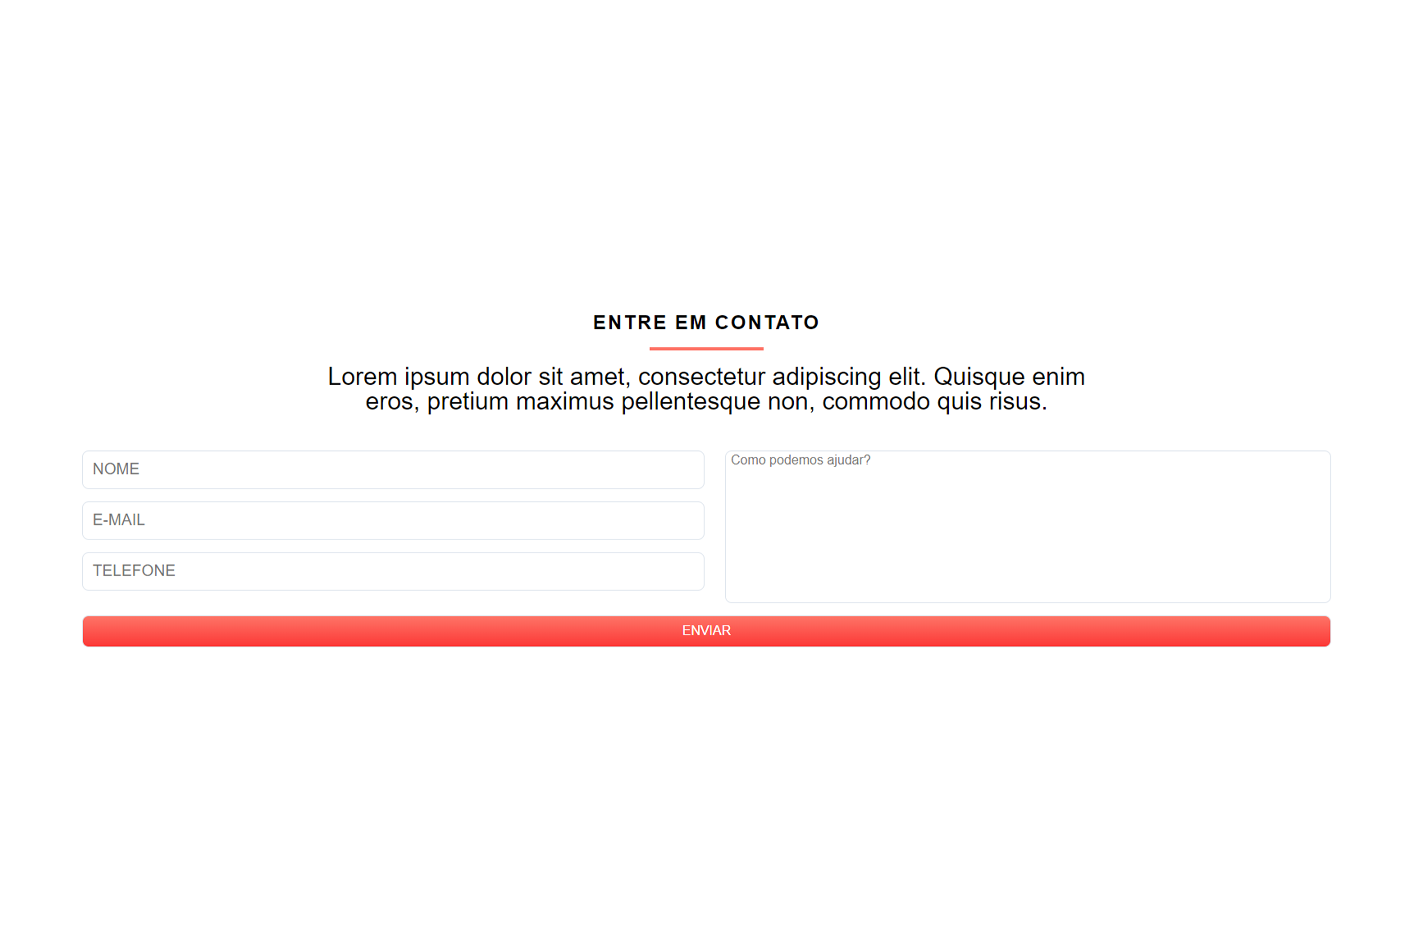 ENTRE EM CONTATO
Lorem ipsum dolor sit amet, consectetur adipiscing elit. Quisque enim
eros, pretium maximus pellentesque non, commodo quis risus.
NOME
E-MAIL
TELEFONE
Como podemos ajudar?
ENVIAR